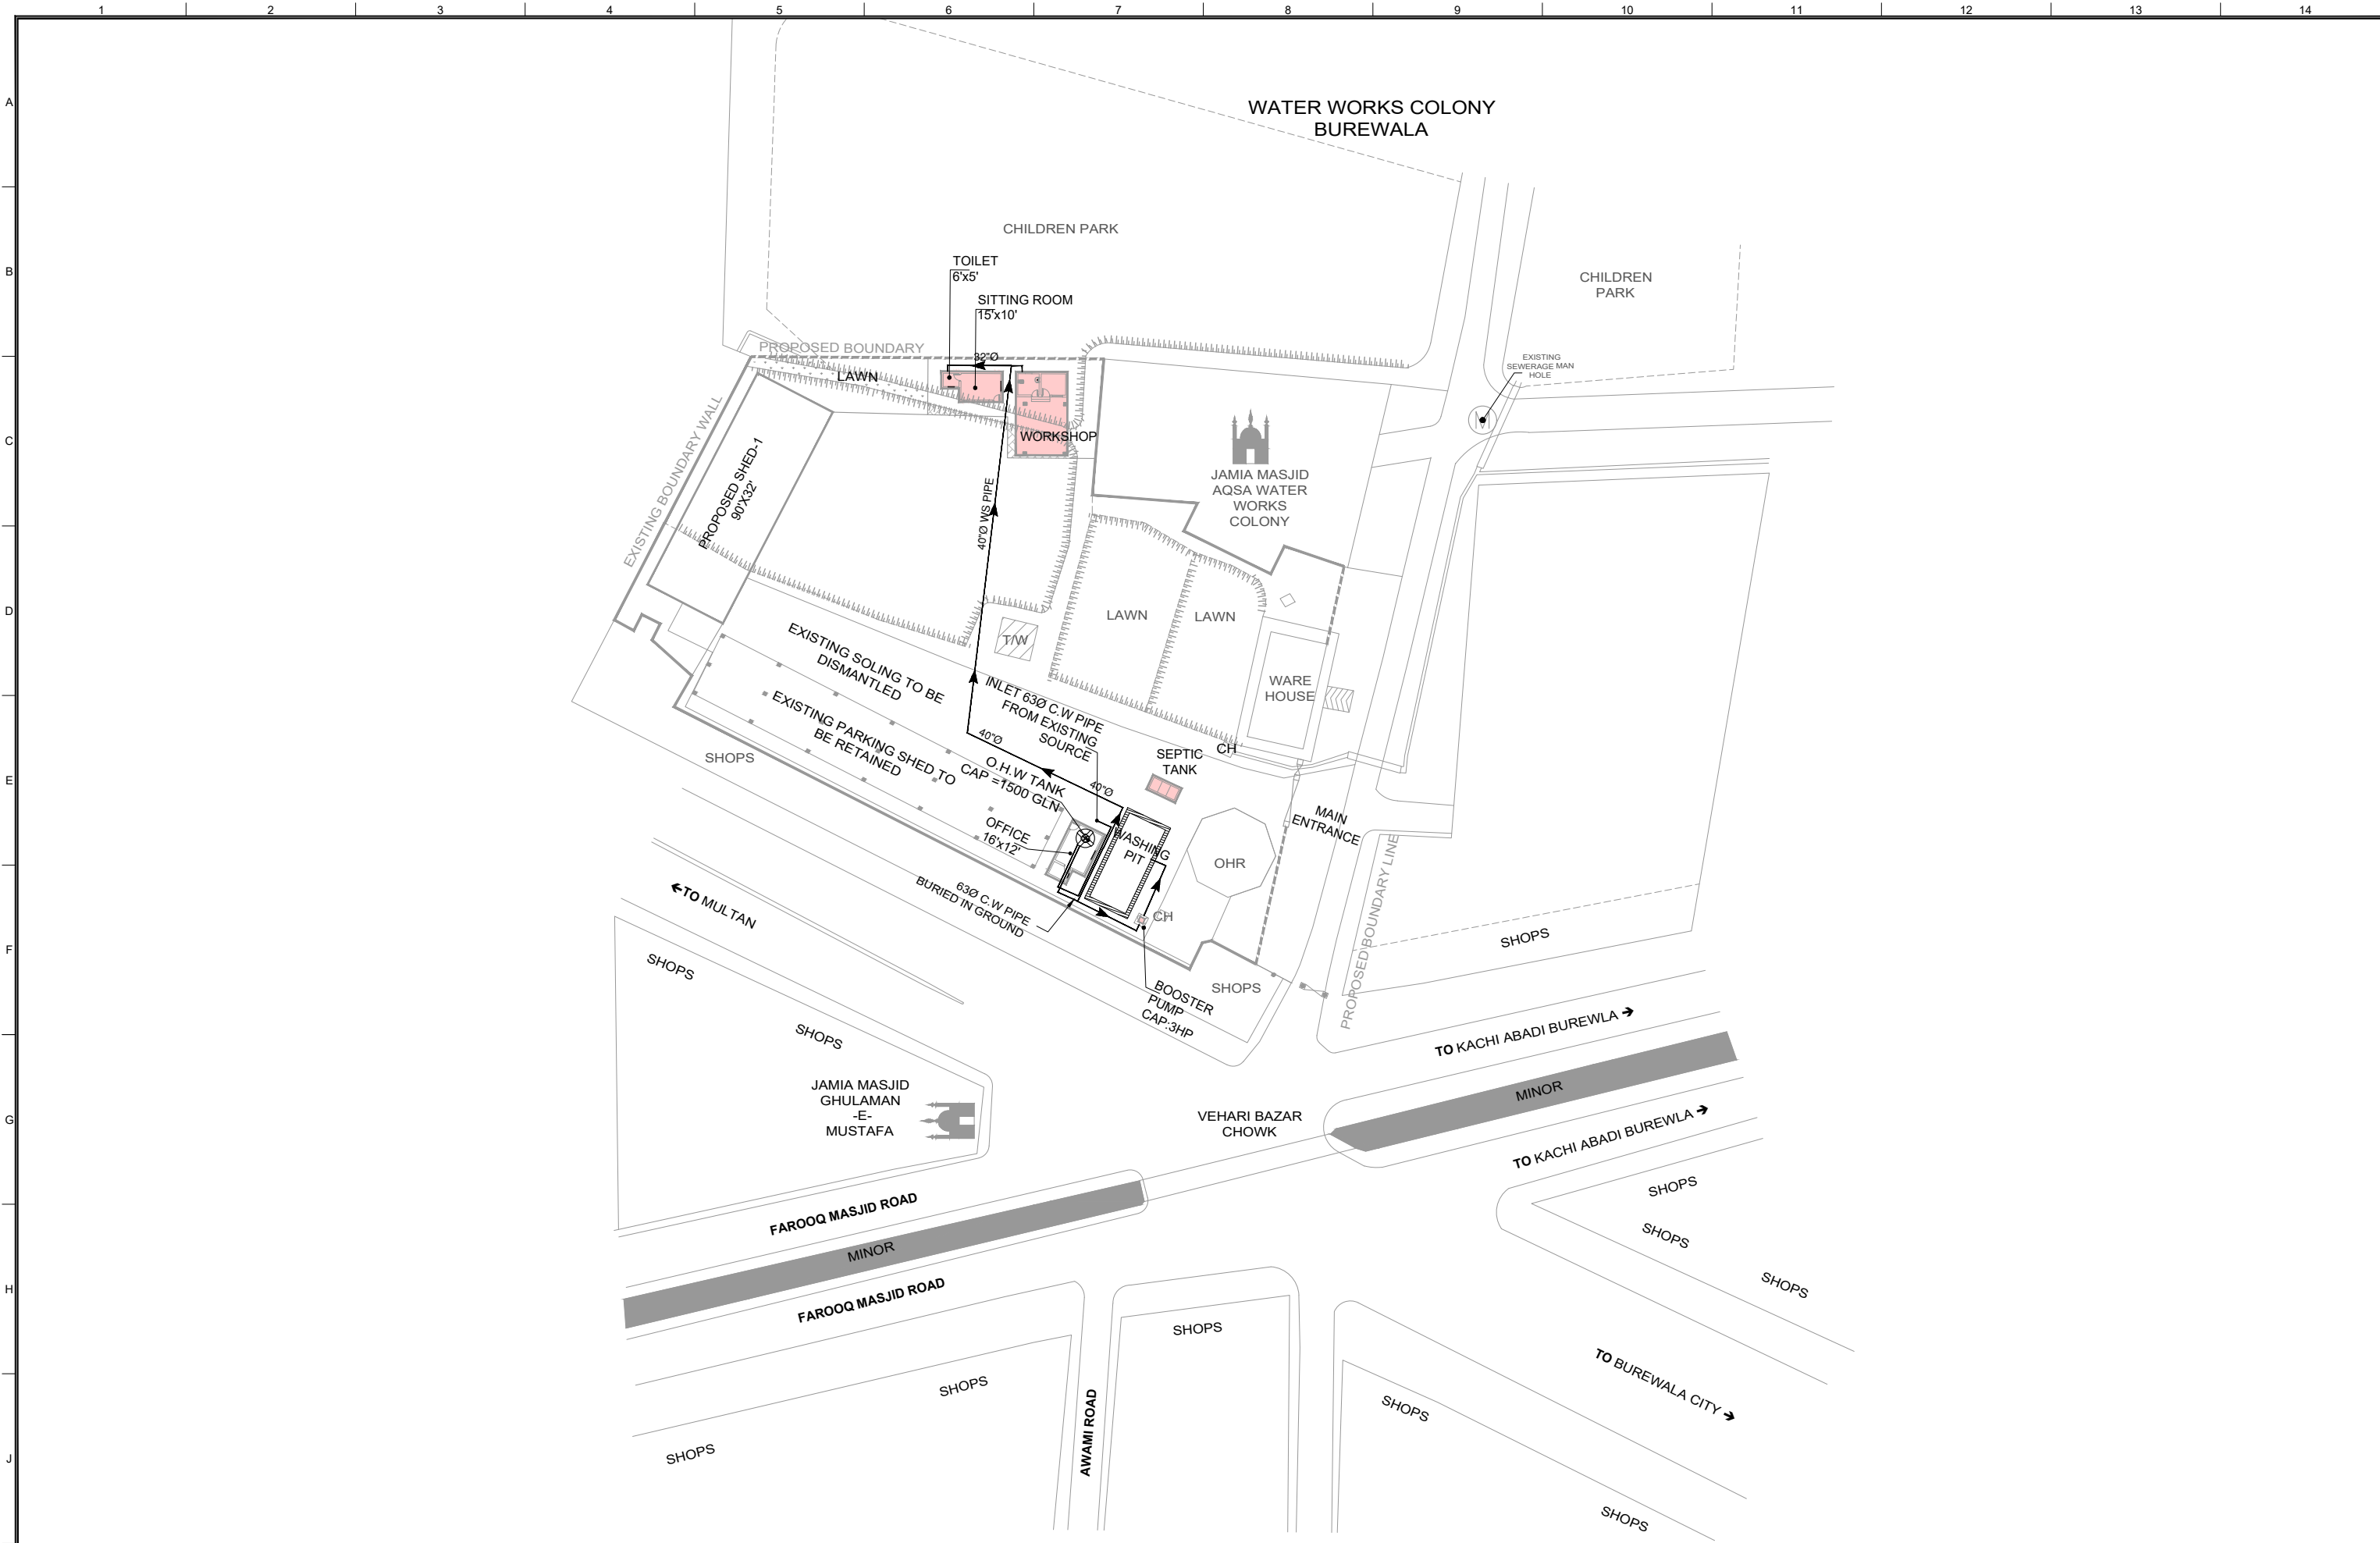 1 2 3 4 5 6 7 8 9 10 11 12 13 14
A
WATER WORKS COLONY
BUREWALA
CHILDREN PARK
B
TOILET
6'x5'
CHILDREN
PARK
SITTING ROOM
15'x10'
PROPOSED BOUNDARY
32"Ø
EXISTING
SEWERAGE MAN
HOLE
LAWN
M
C
WORKSHOP
EXISTING BOUNDARY WALL
PROPOSED SHED-1
90'X32'
JAMIA MASJID
AQSA WATER
WORKS
COLONY
40"Ø WS PIPE
D
LAWN
LAWN
T/W
EXISTING SOLING TO BE
DISMANTLED
WARE
HOUSE
INLET 63Ø C.W PIPE
FROM EXISTING
SOURCE
EXISTING PARKING SHED TO
BE RETAINED
40"Ø
SHOPS
SEPTIC
TANK
CH
E
O.H.W TANK
CAP =1500 GLN
40"Ø
MAIN
ENTRANCE
OFFICE
16'x12'
WASHING
PIT
OHR
63Ø C.W PIPE
BURIED IN GROUND
TO MULTAN
CH
PROPOSED BOUNDARY LINE
F
SHOPS
SHOPS
BOOSTER
PUMP
CAP:3HP
SHOPS
SHOPS
TO KACHI ABADI BUREWLA
JAMIA MASJID
GHULAMAN
-E-
MUSTAFA
G
VEHARI BAZAR
CHOWK
MINOR
TO KACHI ABADI BUREWLA
SHOPS
FAROOQ MASJID ROAD
SHOPS
MINOR
H
FAROOQ MASJID ROAD
SHOPS
SHOPS
TO BUREWALA CITY
SHOPS
SHOPS
AWAMI ROAD
J
SHOPS
SHOPS